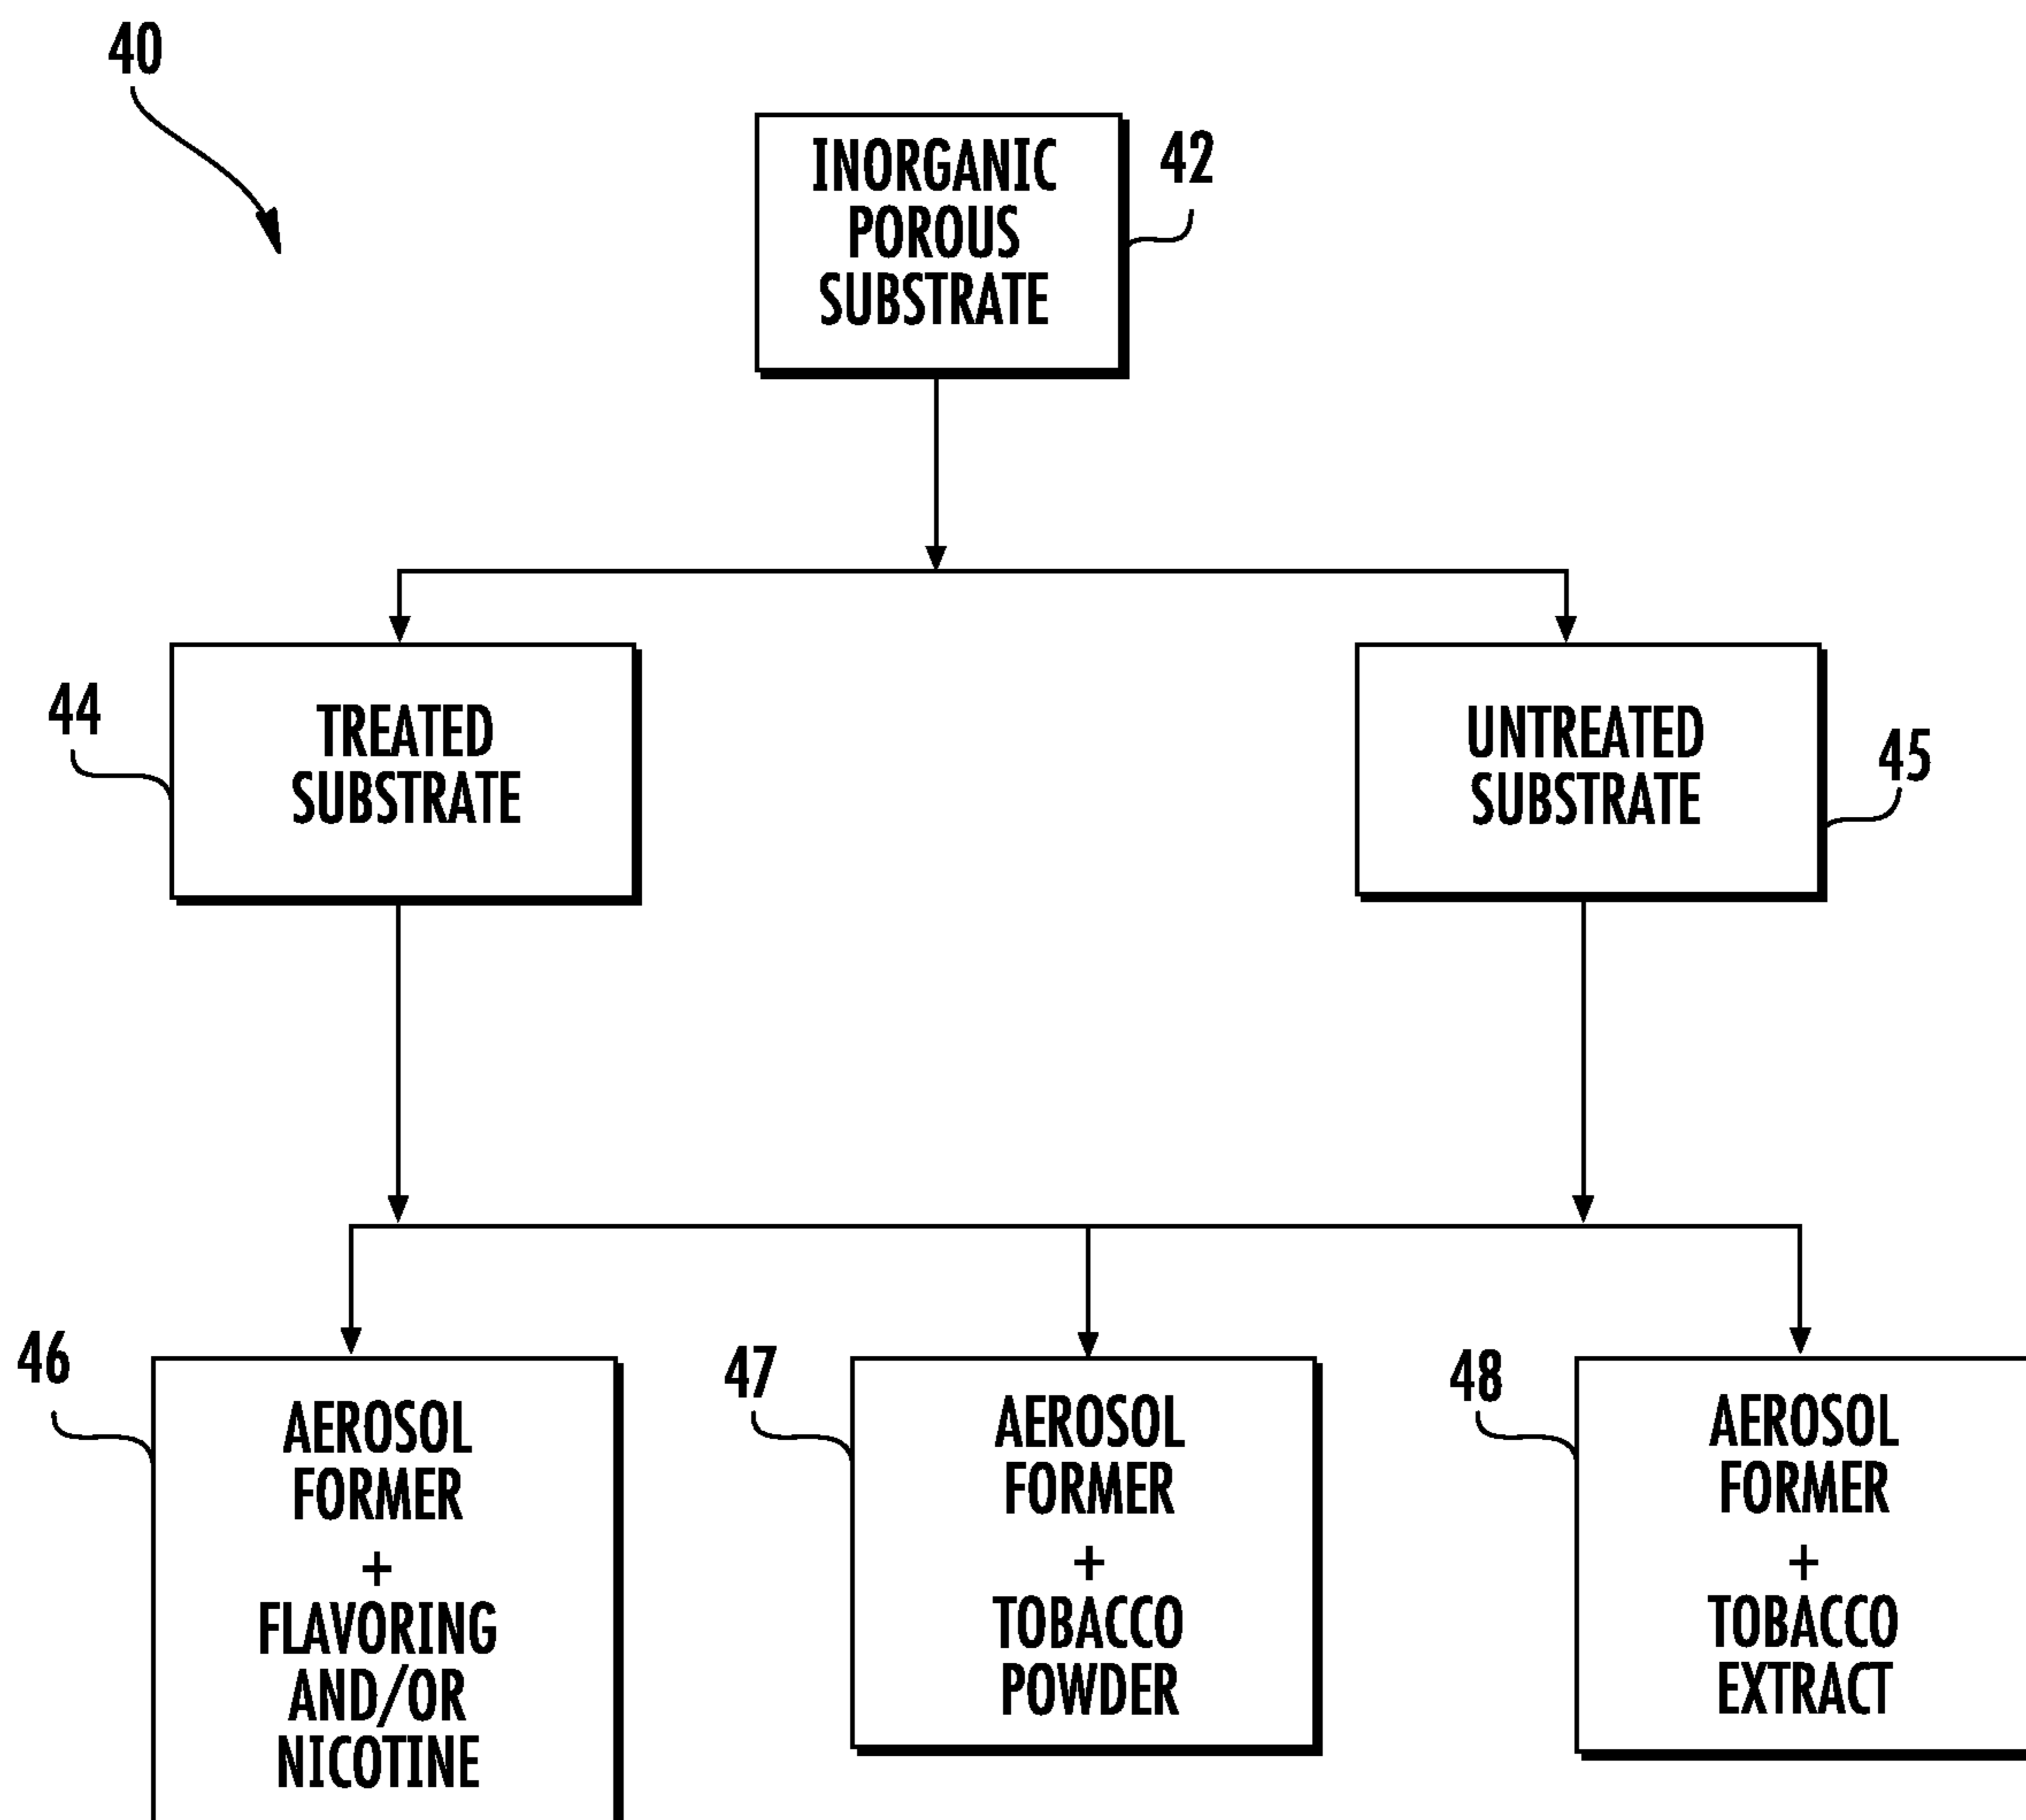 40
INORGANIC
POROUS
SUBSTRATE
42
44
TREATED
SUBSTRATE
UNTREATED
SUBSTRATE
45
46
AEROSOL
FORMER
+
FLAVORING
AND/OR
NICOTINE
47
AEROSOL
FORMER
+
TOBACCO
POWDER
48
AEROSOL
FORMER
+
TOBACCO
EXTRACT